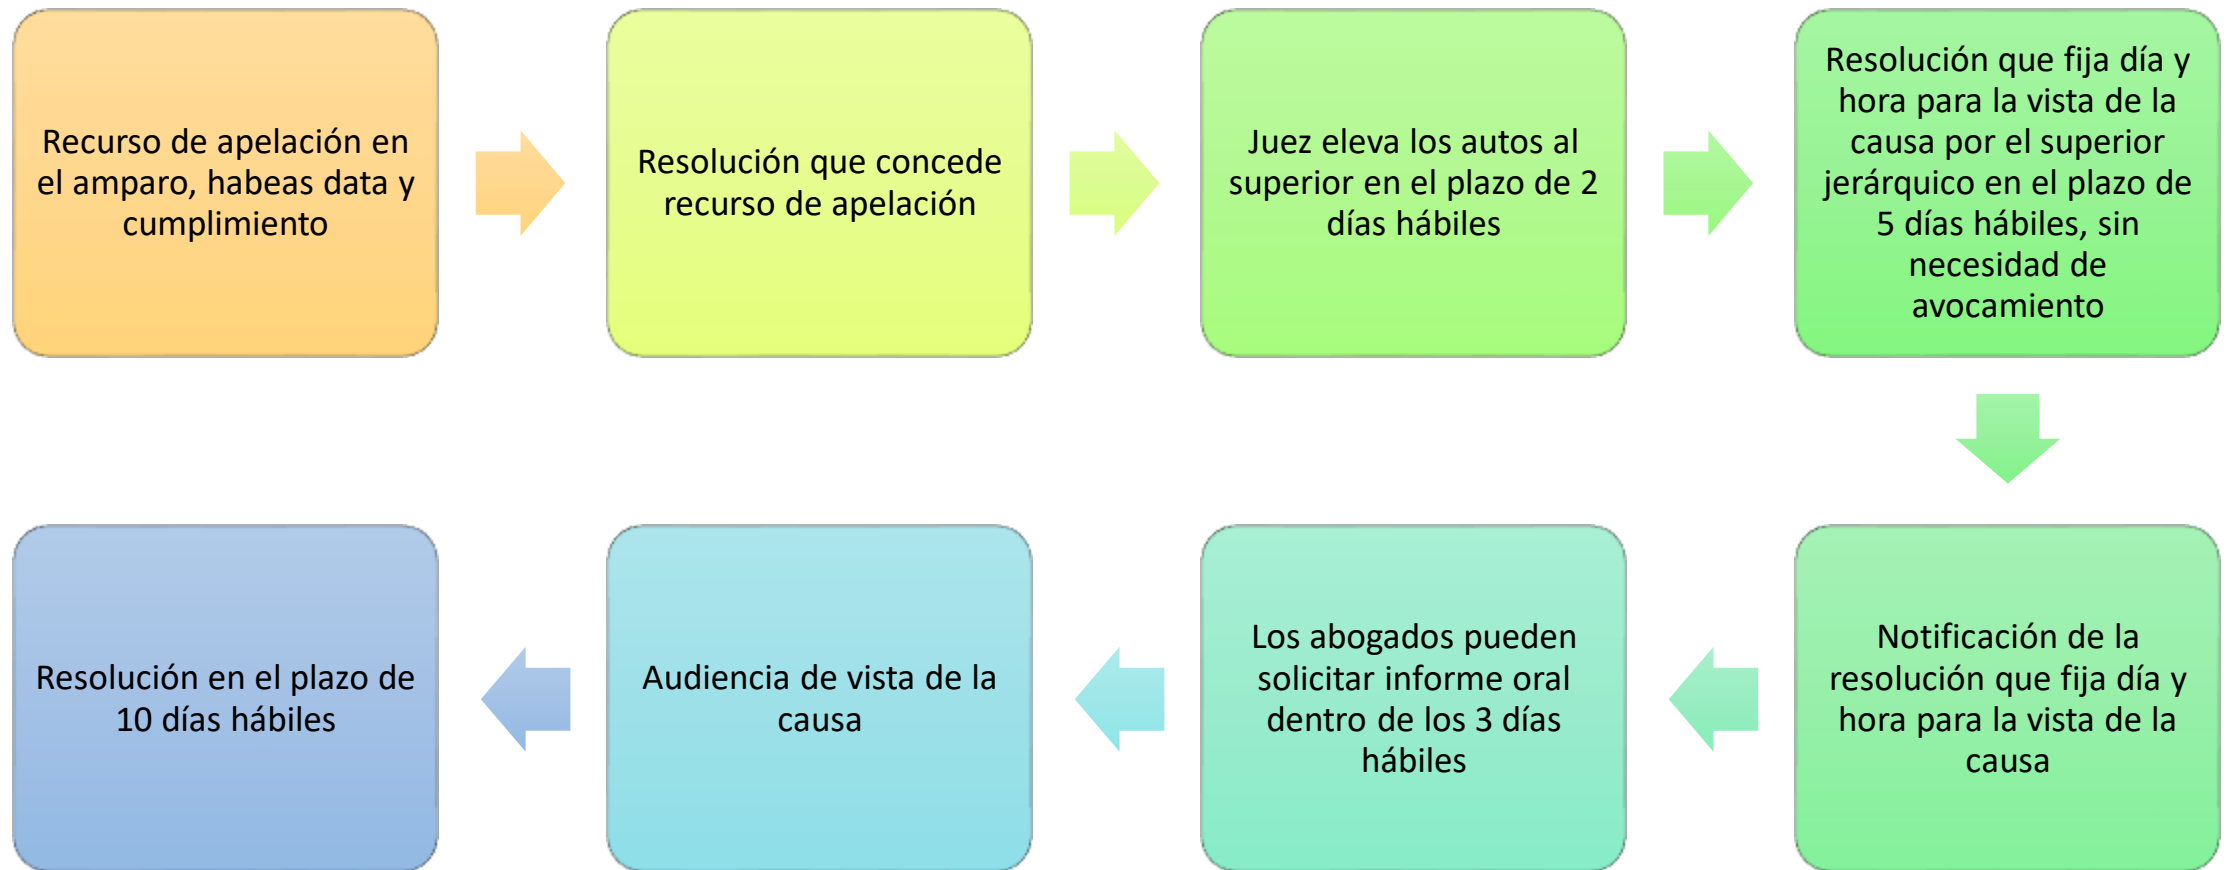 Recurso de apelación en
el amparo, habeas data y
cumplimiento
Resolución que concede
recurso de apelación
Juez eleva los autos al
superior en el plazo de 2
días hábiles
Resolución que fija día y
hora para la vista de la
causa por el superior
jerárquico en el plazo de
5 días hábiles, sin
necesidad de
avocamiento
Notificación de la
resolución que fija día y
hora para la vista de la
causa
Los abogados pueden
solicitar informe oral
dentro de los 3 días
hábiles
Audiencia de vista de la
causa
Resolución en el plazo de
10 días hábiles